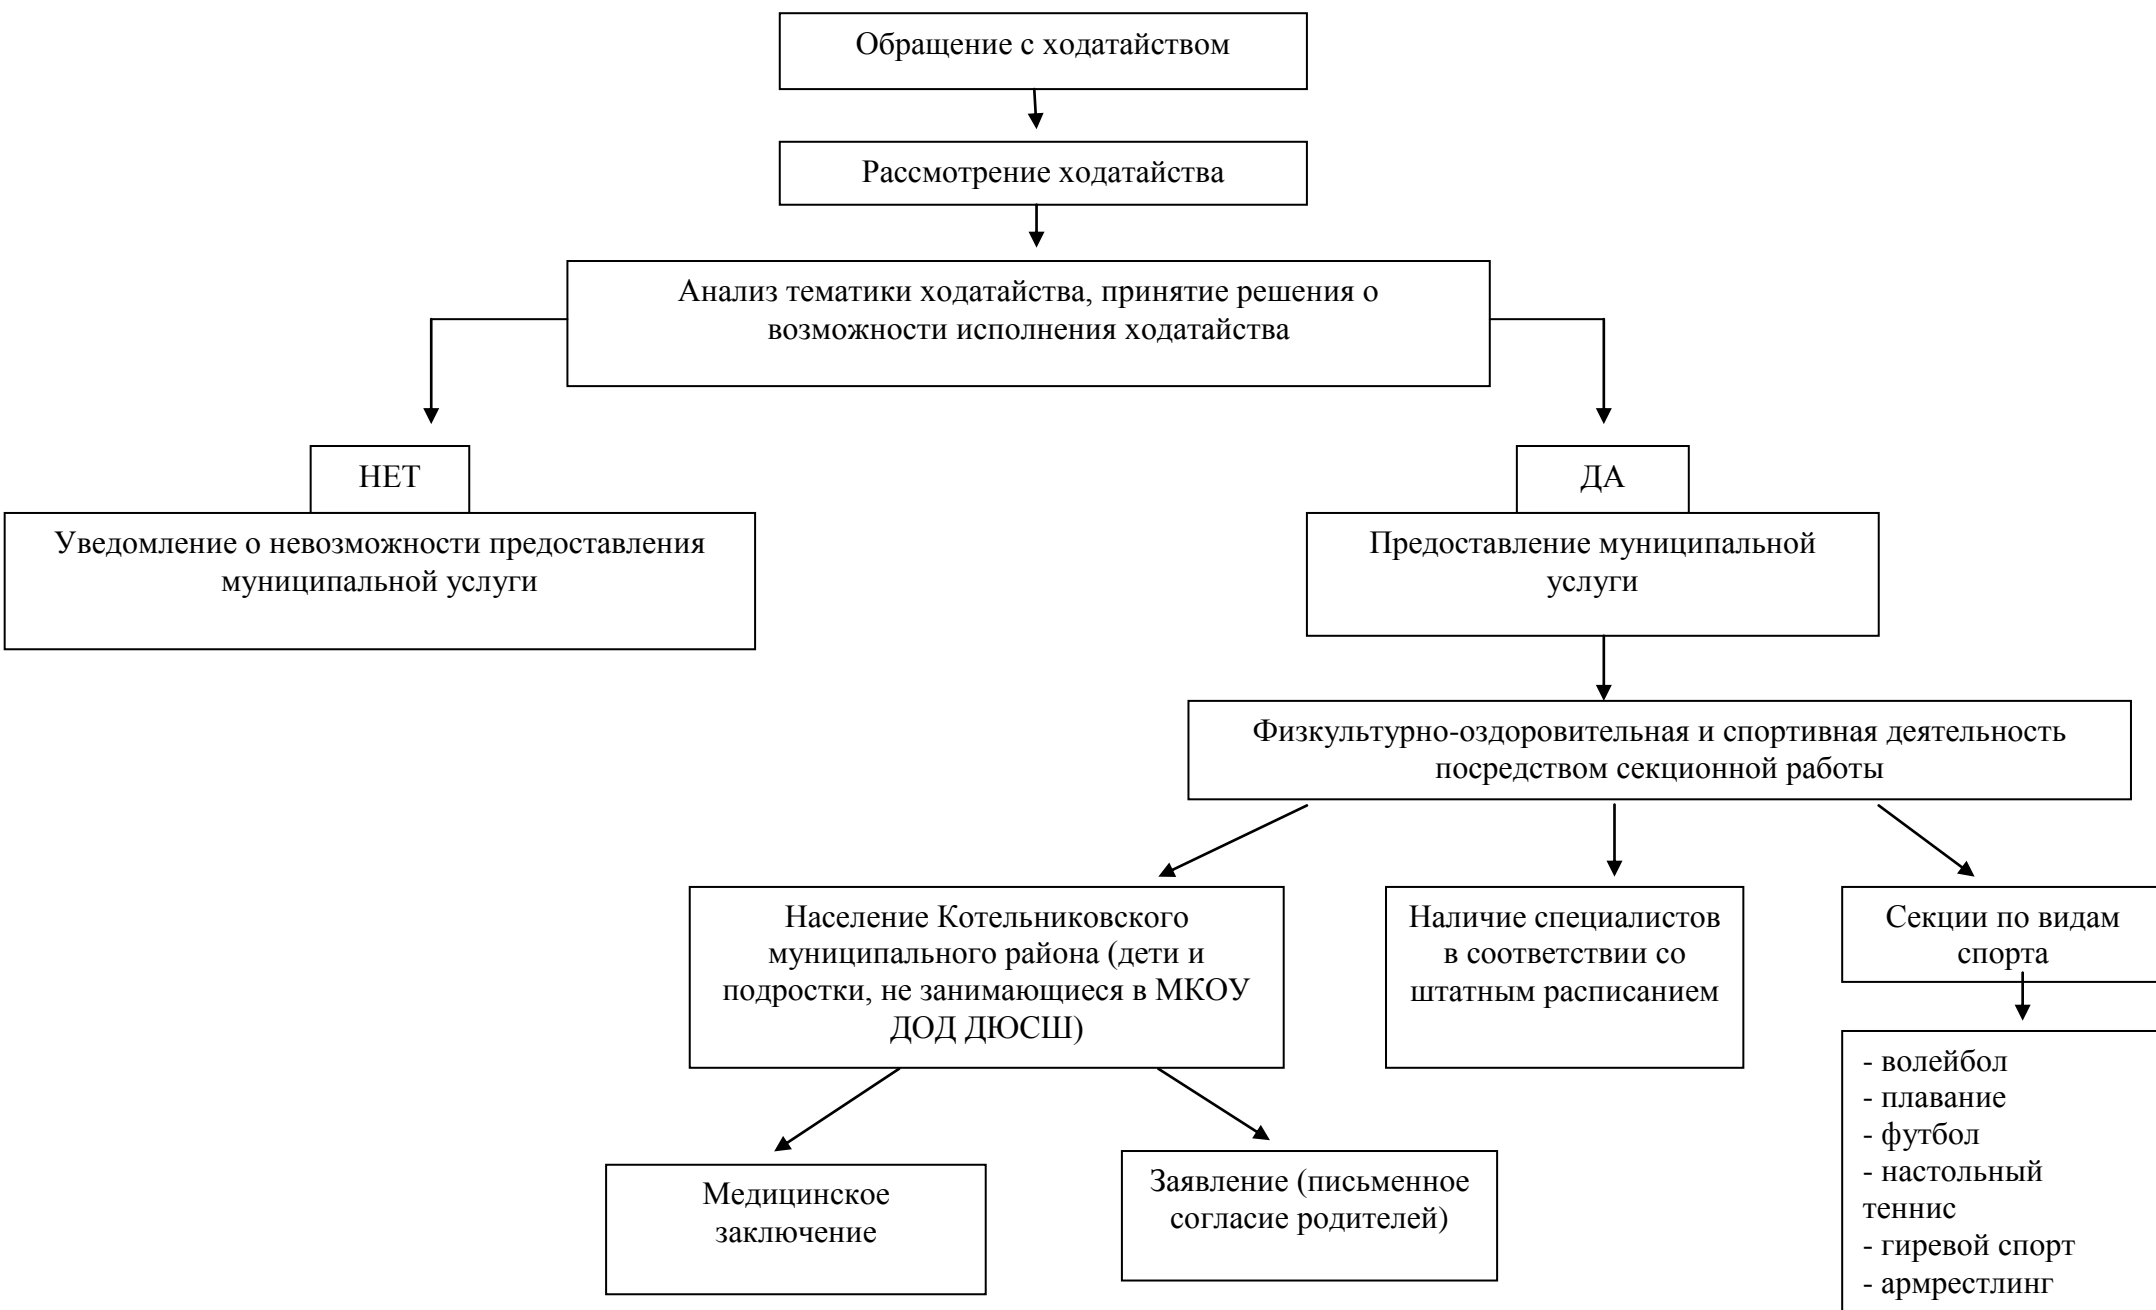 Обращение с ходатайством
Рассмотрение ходатайства
Анализ тематики ходатайства, принятие решения о
возможности исполнения ходатайства
НЕТ
ДА
Уведомление о невозможности предоставления
муниципальной услуги
Предоставление муниципальной
услуги
Физкультурно-оздоровительная и спортивная деятельность
посредством секционной работы
Население Котельниковского
муниципального района (дети и
подростки, не занимающиеся в МКОУ
ДОД ДЮСШ)
Наличие специалистов
в соответствии со
штатным расписанием
Секции по видам
спорта
Медицинское
заключение
Заявление (письменное
согласие родителей)
- волейбол
- плавание
- футбол
- настольный
теннис
- гиревой спорт
- армрестлинг